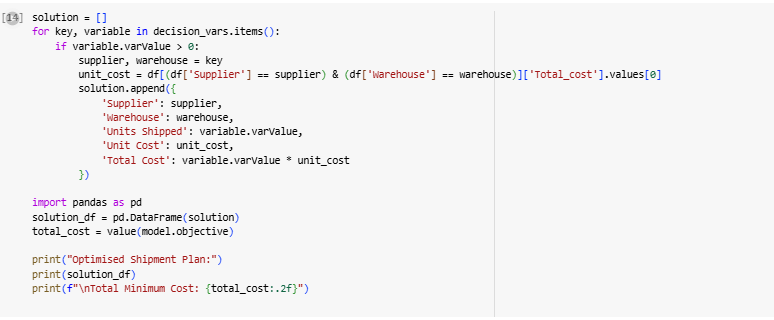 [14] solution = []
for key, variable in decision_vars.items():
    if variable.varValue > 0:
        supplier, warehouse = key
        unit_cost = df[(df['Supplier'] == supplier) & (df['Warehouse'] == warehouse)]['Total_cost'].values[0]
        solution.append({
            'Supplier': supplier,
            'Warehouse': warehouse,
            'Units Shipped': variable.varValue,
            'Unit Cost': unit_cost,
            'Total Cost': variable.varValue * unit_cost
        })
import pandas as pd
solution_df = pd.DataFrame(solution)
total_cost = value(model.objective)
print("Optimised Shipment Plan:")
print(solution_df)
print(f"\nTotal Minimum Cost: {total_cost:.2f}")